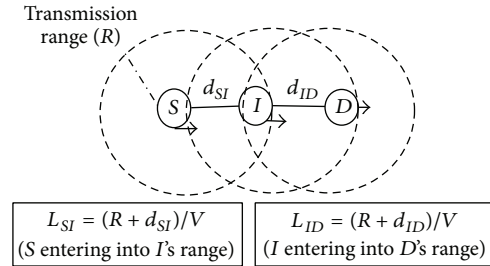 Transmission
range (R)
d_SI d_ID
S I D
L_SI = (R + d_SI)/V
(S entering into I's range)
L_ID = (R + d_ID)/V
(I entering into D's range)